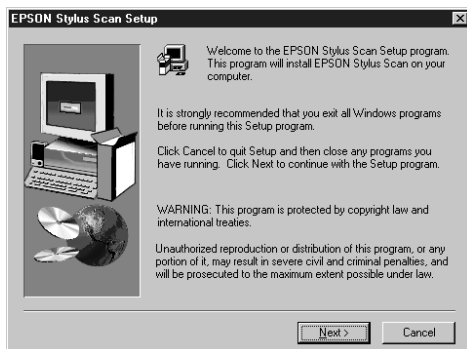 EPSON Stylus Scan Setup
Welcome to the EPSON Stylus Scan Setup program.
This program will install EPSON Stylus Scan on your
computer.
It is strongly recommended that you exit all Windows programs
before running this Setup program.
Click Cancel to quit Setup and then close any programs you
have running. Click Next to continue with the Setup program.
WARNING: This program is protected by copyright law and
international treaties.
Unauthorized reproduction or distribution of this program, or any
portion of it, may result in severe civil and criminal penalties, and
will be prosecuted to the maximum extent possible under law.
Next >
Cancel